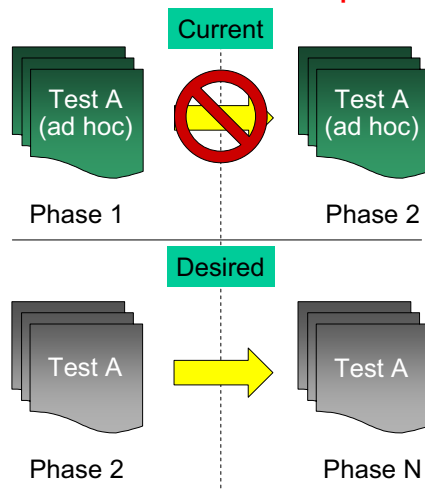 Current
Test A
(ad hoc)
Test A
(ad hoc)
Phase 1
Phase 2
Desired
Test A
Test A
Phase 2
Phase N